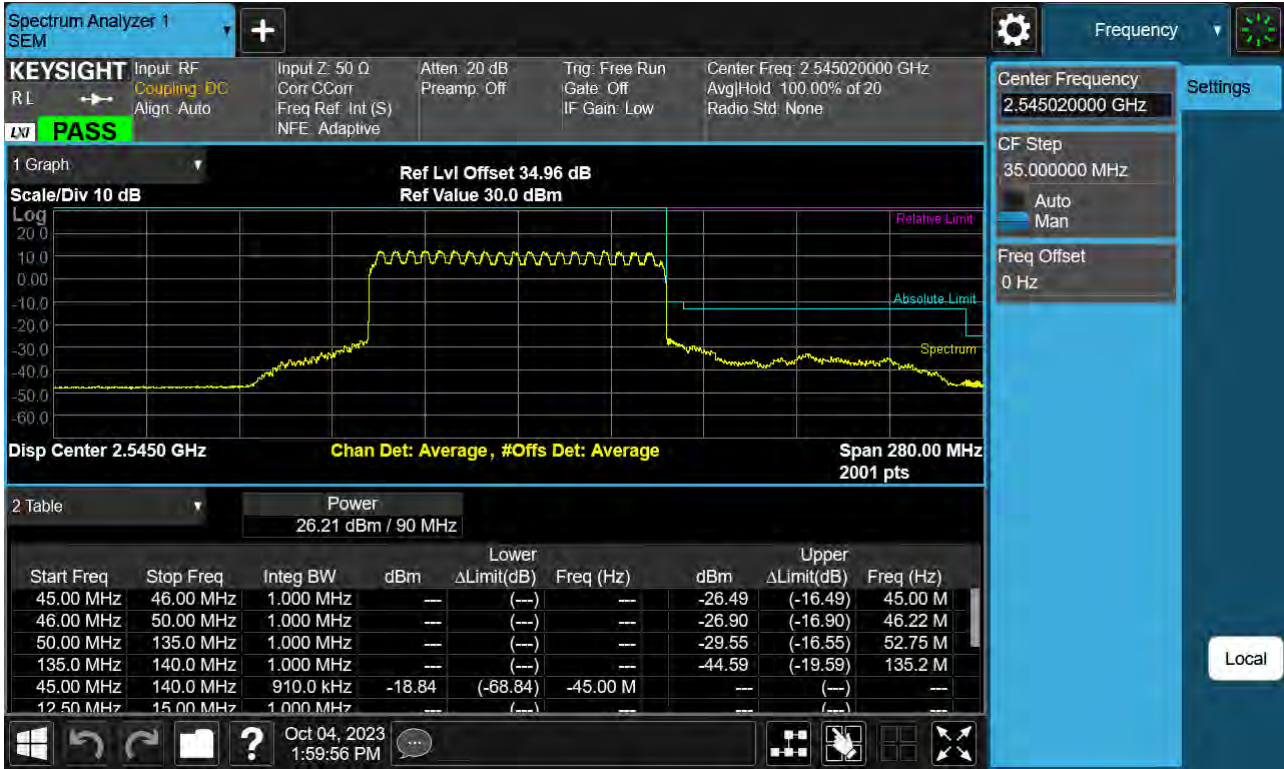 Spectrum Analyzer 1
SEM
+
Frequency
KEYSIGHT
RL
LXI
PASS
Input: RF
Coupling: DC
Align: Auto
Input Z: 50 Ω
Corr CCorr
Freq Ref: Int (S)
NFE: Adaptive
Atten: 20 dB
Preamp: Off
Trig: Free Run
Gate: Off
IF Gain: Low
Center Freq: 2.545020000 GHz
Avg|Hold: 100.00% of 20
Radio Std: None
Center Frequency
2.545020000 GHz
Settings
CF Step
35.000000 MHz
Auto
Man
Freq Offset
0 Hz
Local
1 Graph
Scale/Div 10 dB
Ref Lvl Offset 34.96 dB
Ref Value 30.0 dBm
Log
20.0
10.0
0.00
-10.0
-20.0
-30.0
-40.0
-50.0
-60.0
Relative Limit
Absolute Limit
Spectrum
Disp Center 2.5450 GHz
Chan Det: Average , #Offs Det: Average
Span 280.00 MHz
2001 pts
2 Table
Power
26.21 dBm / 90 MHz
Lower Upper
Start Freq Stop Freq Integ BW dBm ΔLimit(dB) Freq (Hz) dBm ΔLimit(dB) Freq (Hz)
45.00 MHz 46.00 MHz 1.000 MHz --- (---) --- -26.49 (-16.49) 45.00 M
46.00 MHz 50.00 MHz 1.000 MHz --- (---) --- -26.90 (-16.90) 46.22 M
50.00 MHz 135.0 MHz 1.000 MHz --- (---) --- -29.55 (-16.55) 52.75 M
135.0 MHz 140.0 MHz 1.000 MHz --- (---) --- -44.59 (-19.59) 135.2 M
45.00 MHz 140.0 MHz 910.0 kHz -18.84 (-68.84) -45.00 M --- (---) ---
12.50 MHz 15.00 MHz 1.000 MHz --- (---) --- --- (---) ---
?
Oct 04, 2023
1:59:56 PM